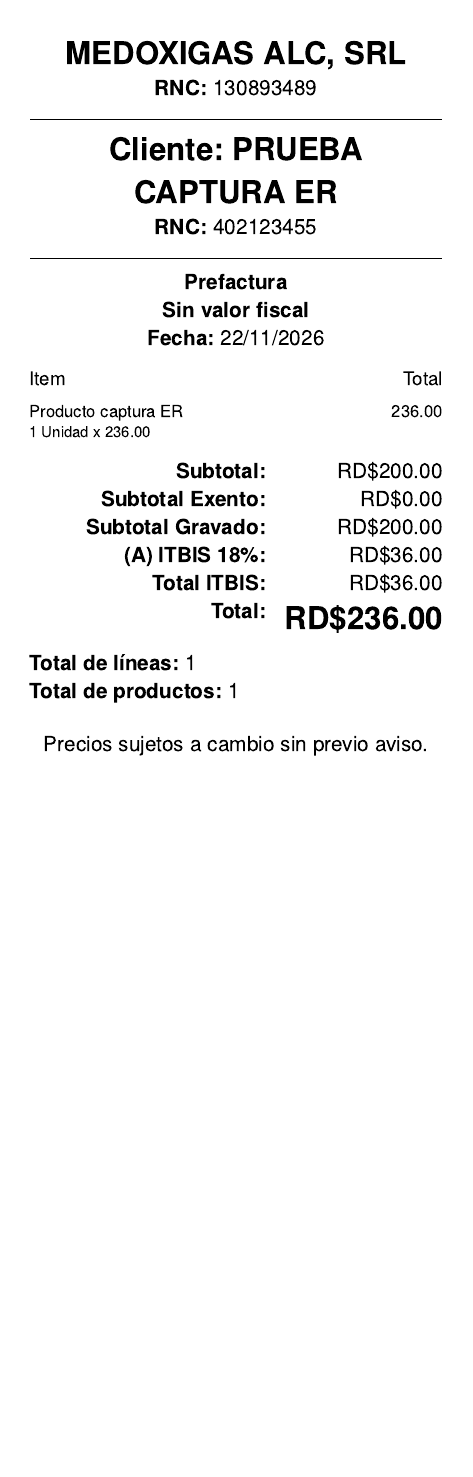 MEDOXIGAS ALC, SRL
RNC: 130893489
Cliente: PRUEBA
CAPTURA ER
RNC: 402123455
Prefactura
Sin valor fiscal
Fecha: 22/11/2026
Item Total
Producto captura ER 236.00
1 Unidad x 236.00
Subtotal: RD$200.00
Subtotal Exento: RD$0.00
Subtotal Gravado: RD$200.00
(A) ITBIS 18%: RD$36.00
Total ITBIS: RD$36.00
Total: RD$236.00
Total de líneas: 1
Total de productos: 1
Precios sujetos a cambio sin previo aviso.